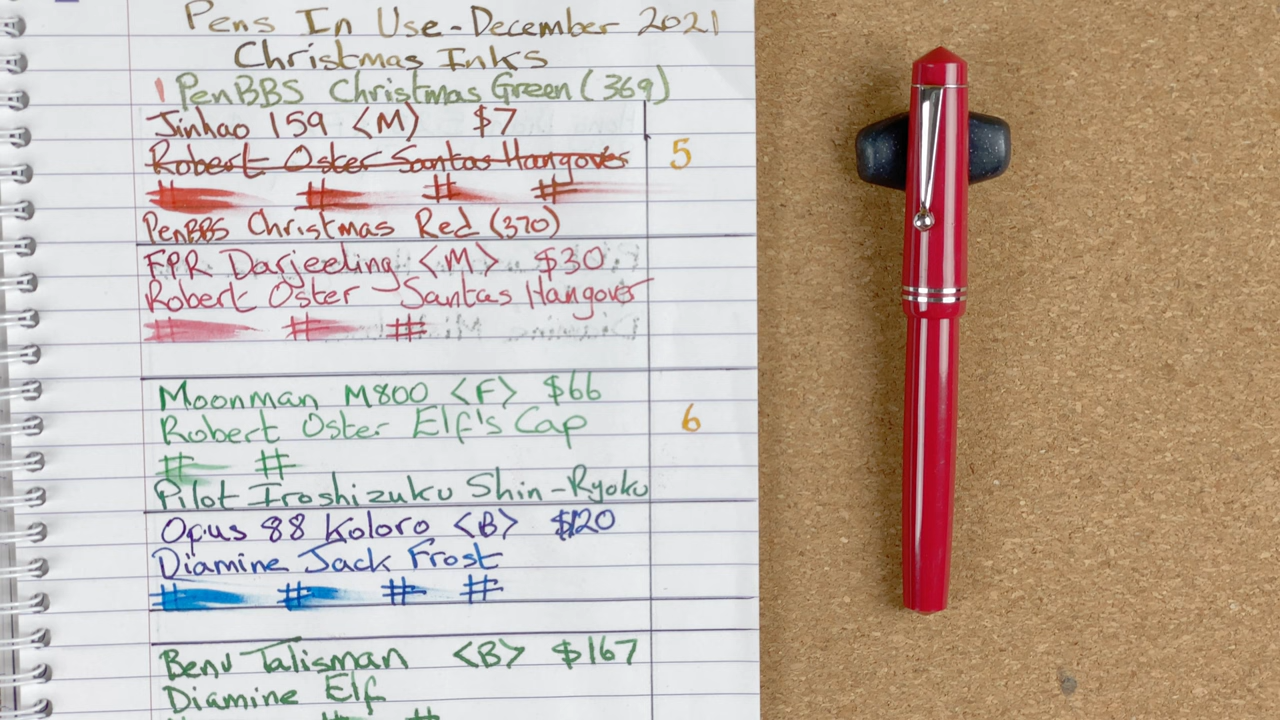 Pens In Use-December 2021
Christmas Inks
1 PenBBS Christmas Green (369)
Jinhao 159 <M> $7
Robert Oster Santas Hangover
5
# # # #
PenBBS Christmas Red (370)
FPR Darjeeling <M> $30
Robert Oster Santas Hangover
# # #
Moonman M800 <F> $66
Robert Oster Elf's Cap
6
# #
Pilot Iroshizuku Shin-Ryoku
Opus 88 Koloro <B> $120
Diamine Jack Frost
# # # #
Benu Talisman <B> $167
Diamine Elf
# #